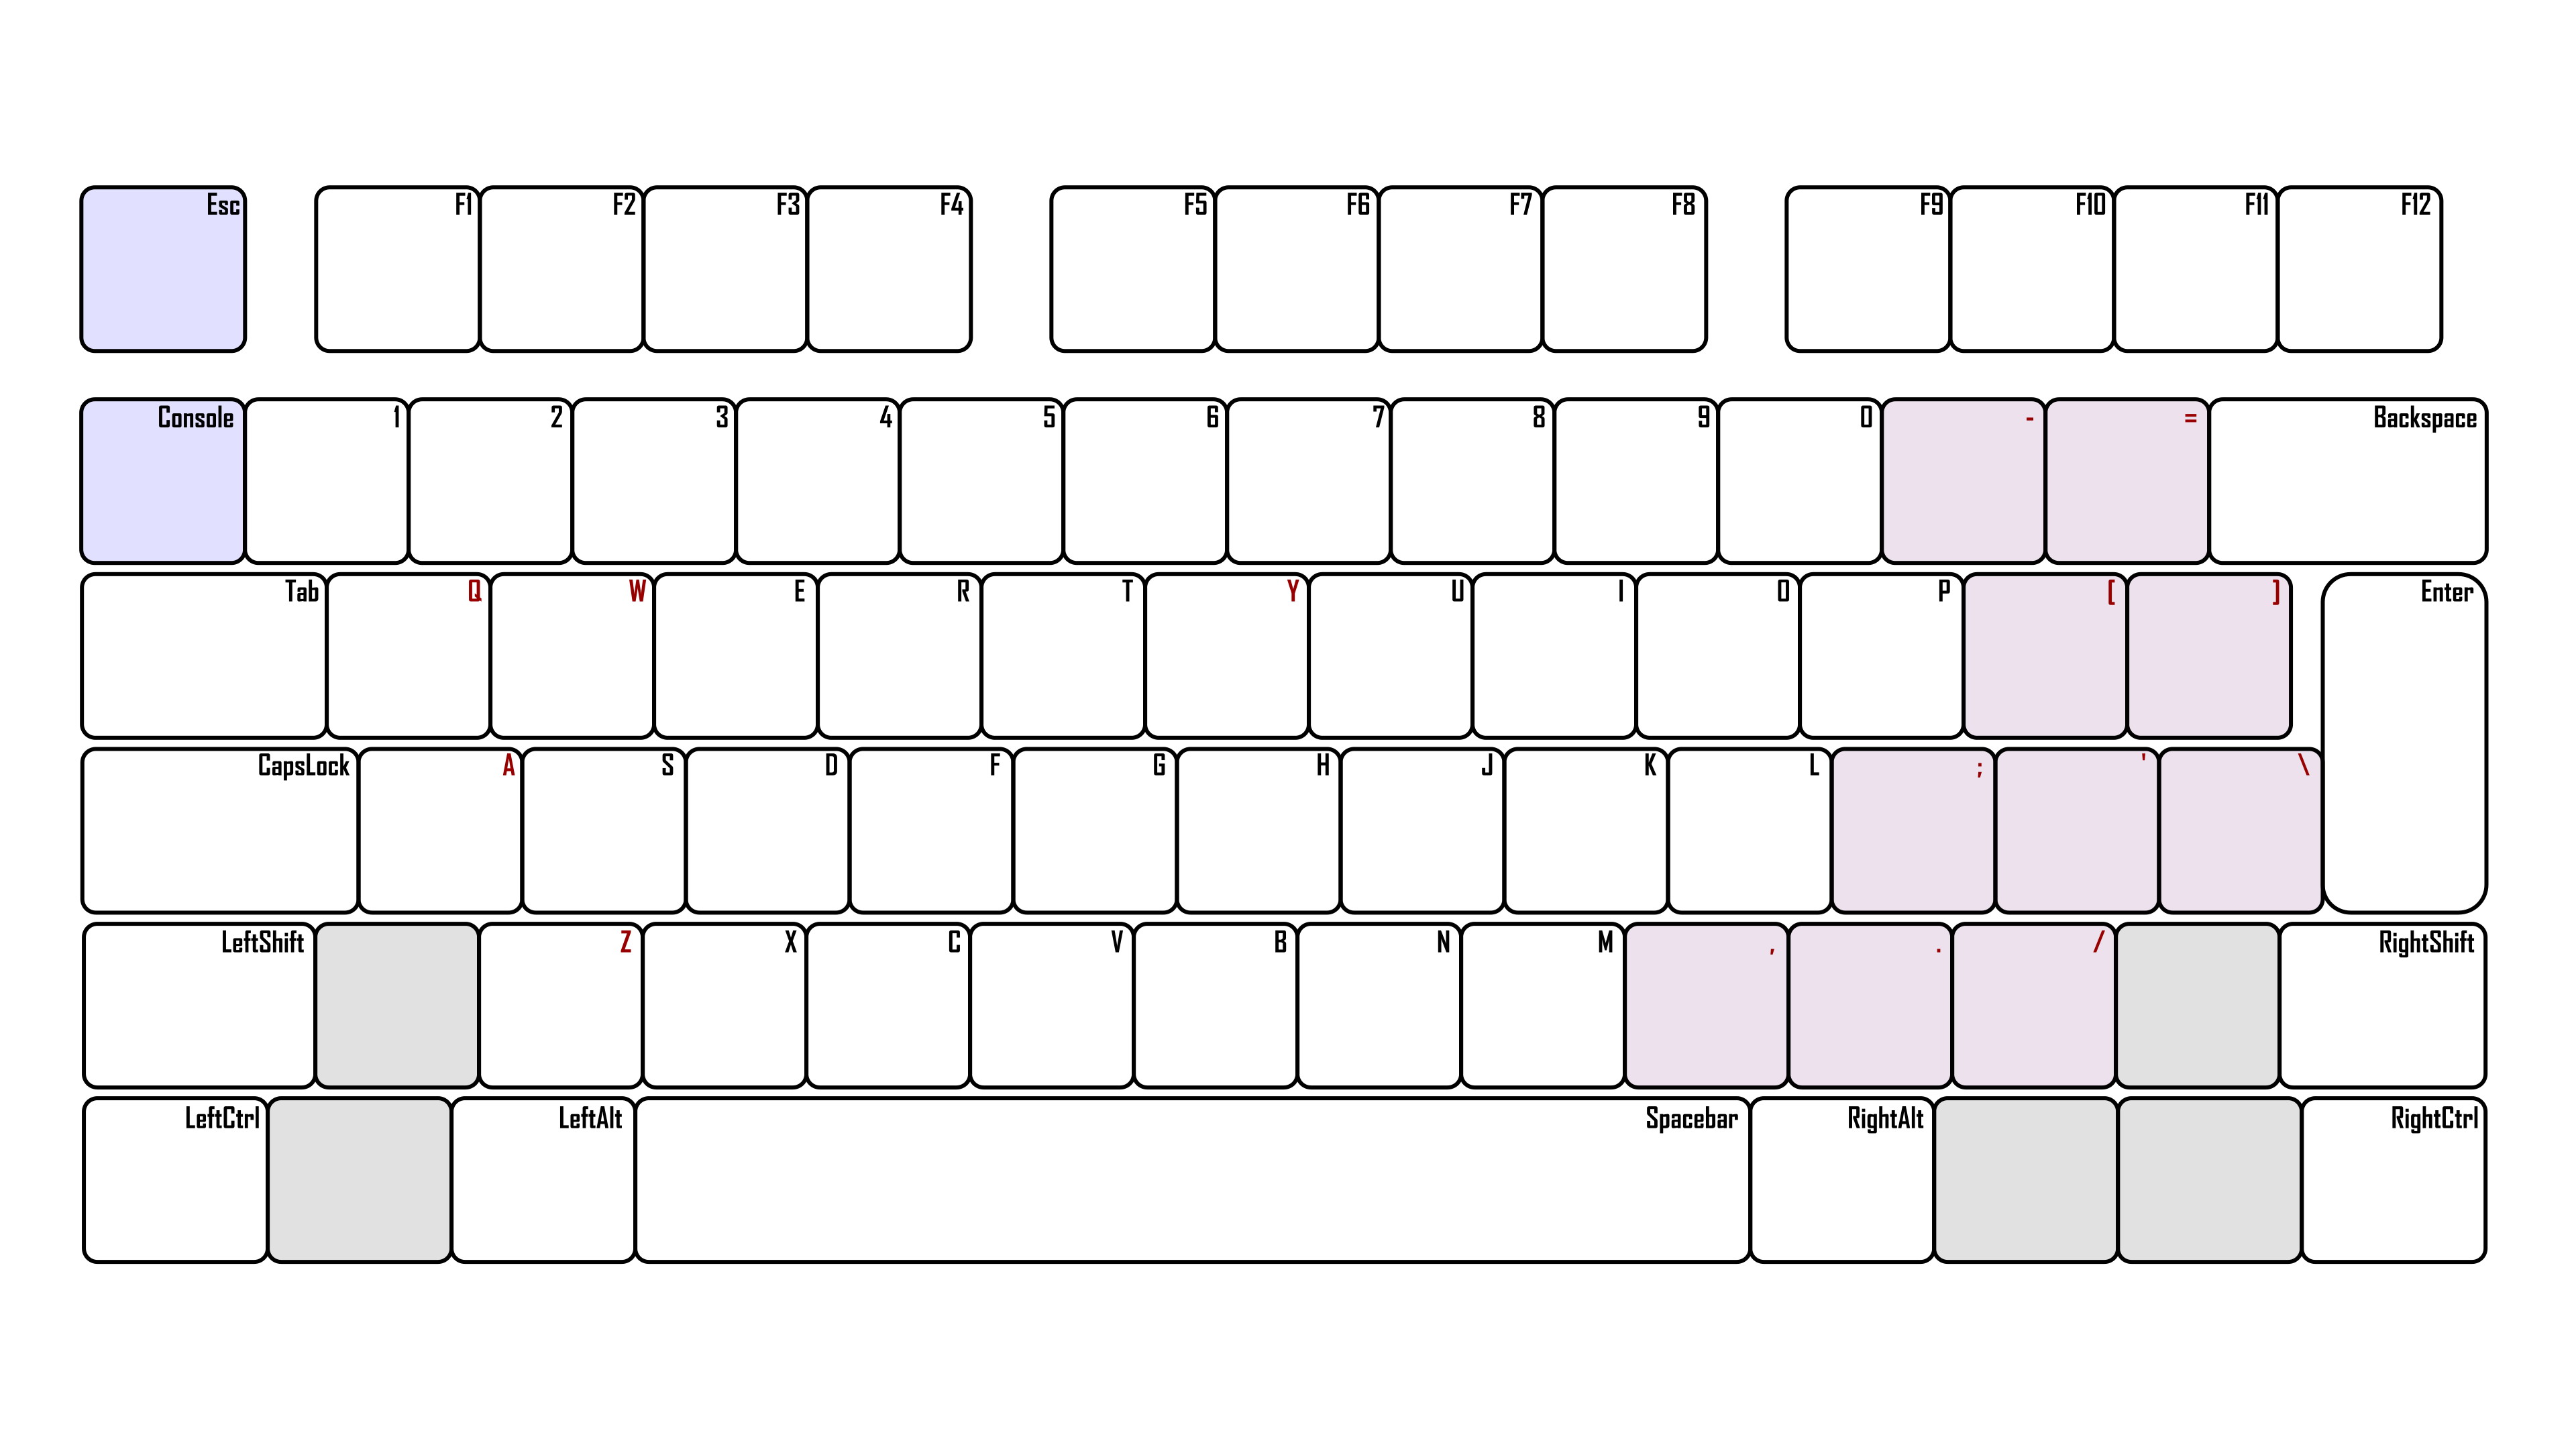 Esc F1 F2 F3 F4 F5 F6 F7 F8 F9 F10 F11 F12
Console 1 2 3 4 5 6 7 8 9 0 - = Backspace
Tab Q W E R T Y U I O P [ ] Enter
CapsLock A S D F G H J K L ; ' \
LeftShift Z X C V B N M , . / RightShift
LeftCtrl LeftAlt Spacebar RightAlt RightCtrl